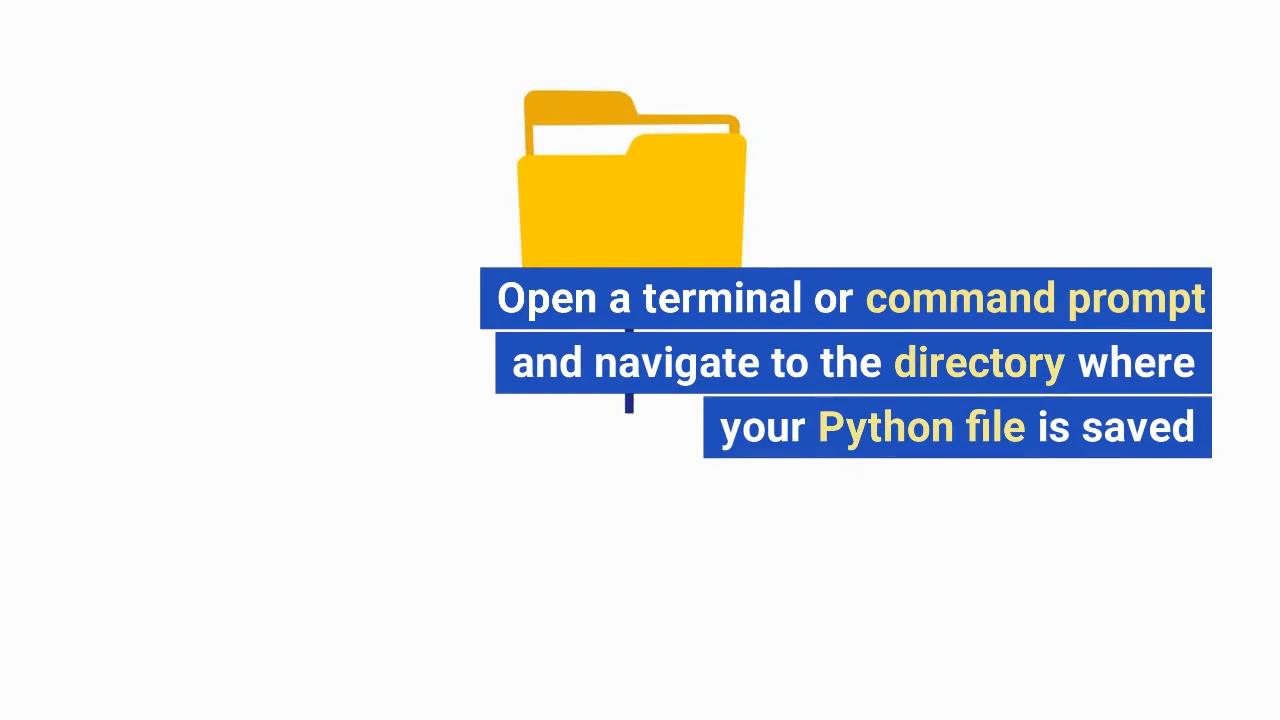 Open a terminal or command prompt
and navigate to the directory where
your Python file is saved